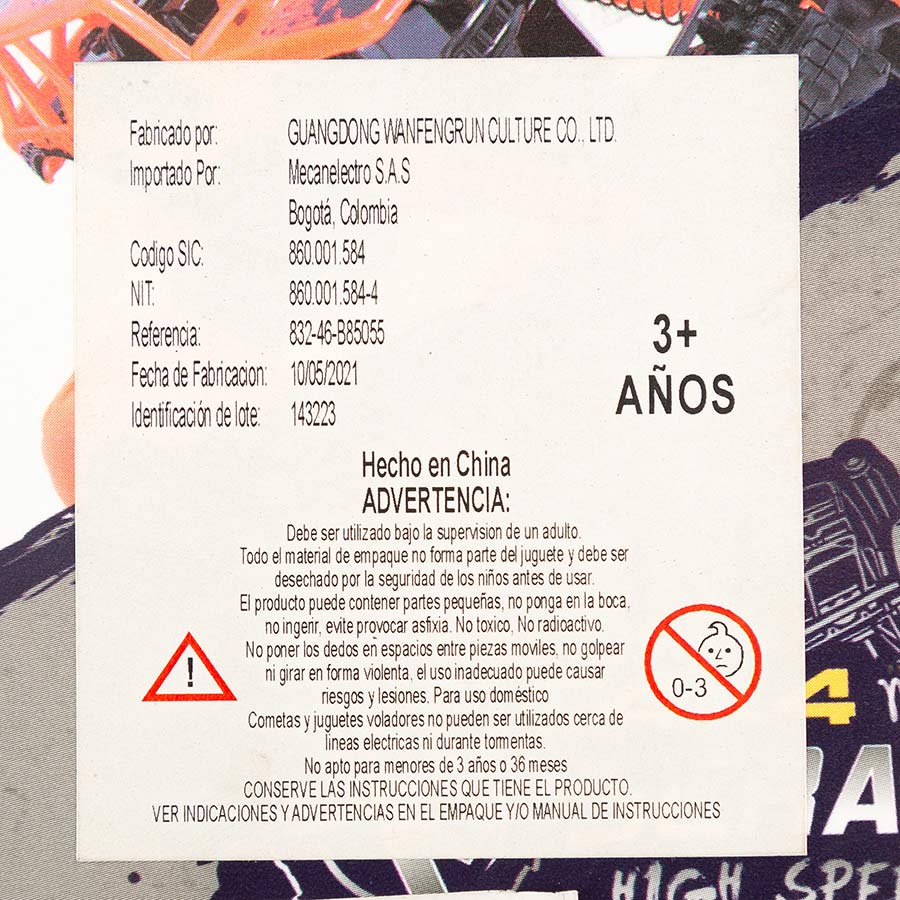 Fabricado por: GUANGDONG WANFENGRUN CULTURE CO., LTD.
Importado Por: Mecanelectro S.A.S
Bogotá, Colombia
Codigo SIC: 860.001.584
NIT: 860.001.584-4
Referencia: 832-46-B85055
Fecha de Fabricacion: 10/05/2021
Identificación de lote: 143223
3+
AÑOS
Hecho en China
ADVERTENCIA:
Debe ser utilizado bajo la supervision de un adulto.
Todo el material de empaque no forma parte del juguete y debe ser
desechado por la seguridad de los niños antes de usar.
El producto puede contener partes pequeñas, no ponga en la boca,
no ingerir, evite provocar asfixia. No toxico, No radioactivo.
No poner los dedos en espacios entre piezas moviles, no golpear
ni girar en forma violenta, el uso inadecuado puede causar
riesgos y lesiones. Para uso doméstico
Cometas y juguetes voladores no pueden ser utilizados cerca de
lineas electricas ni durante tormentas.
No apto para menores de 3 años o 36 meses
CONSERVE LAS INSTRUCCIONES QUE TIENE EL PRODUCTO.
VER INDICACIONES Y ADVERTENCIAS EN EL EMPAQUE Y/O MANUAL DE INSTRUCCIONES
!
0-3
4
HIGH